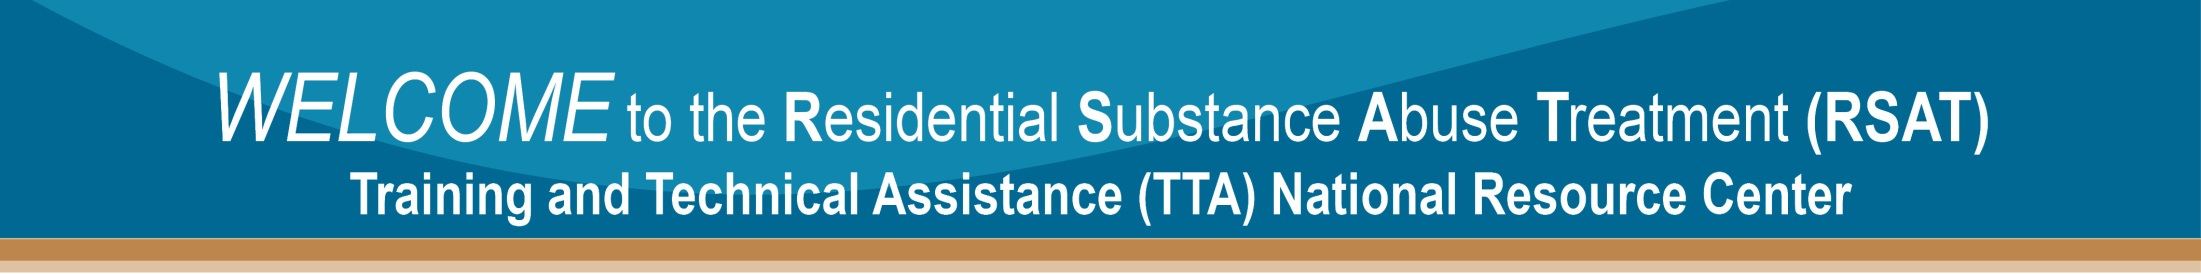 WELCOME to the Residential Substance Abuse Treatment (RSAT)
Training and Technical Assistance (TTA) National Resource Center